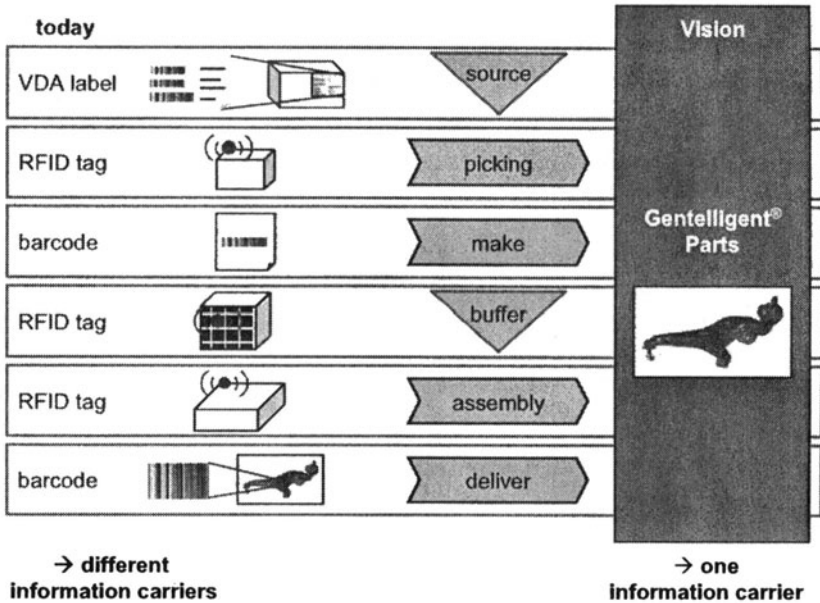 today
Vision
VDA label
source
RFID tag
picking
barcode
make
Gentelligent® Parts
RFID tag
buffer
RFID tag
assembly
barcode
deliver
→ different
information carriers
→ one
information carrier